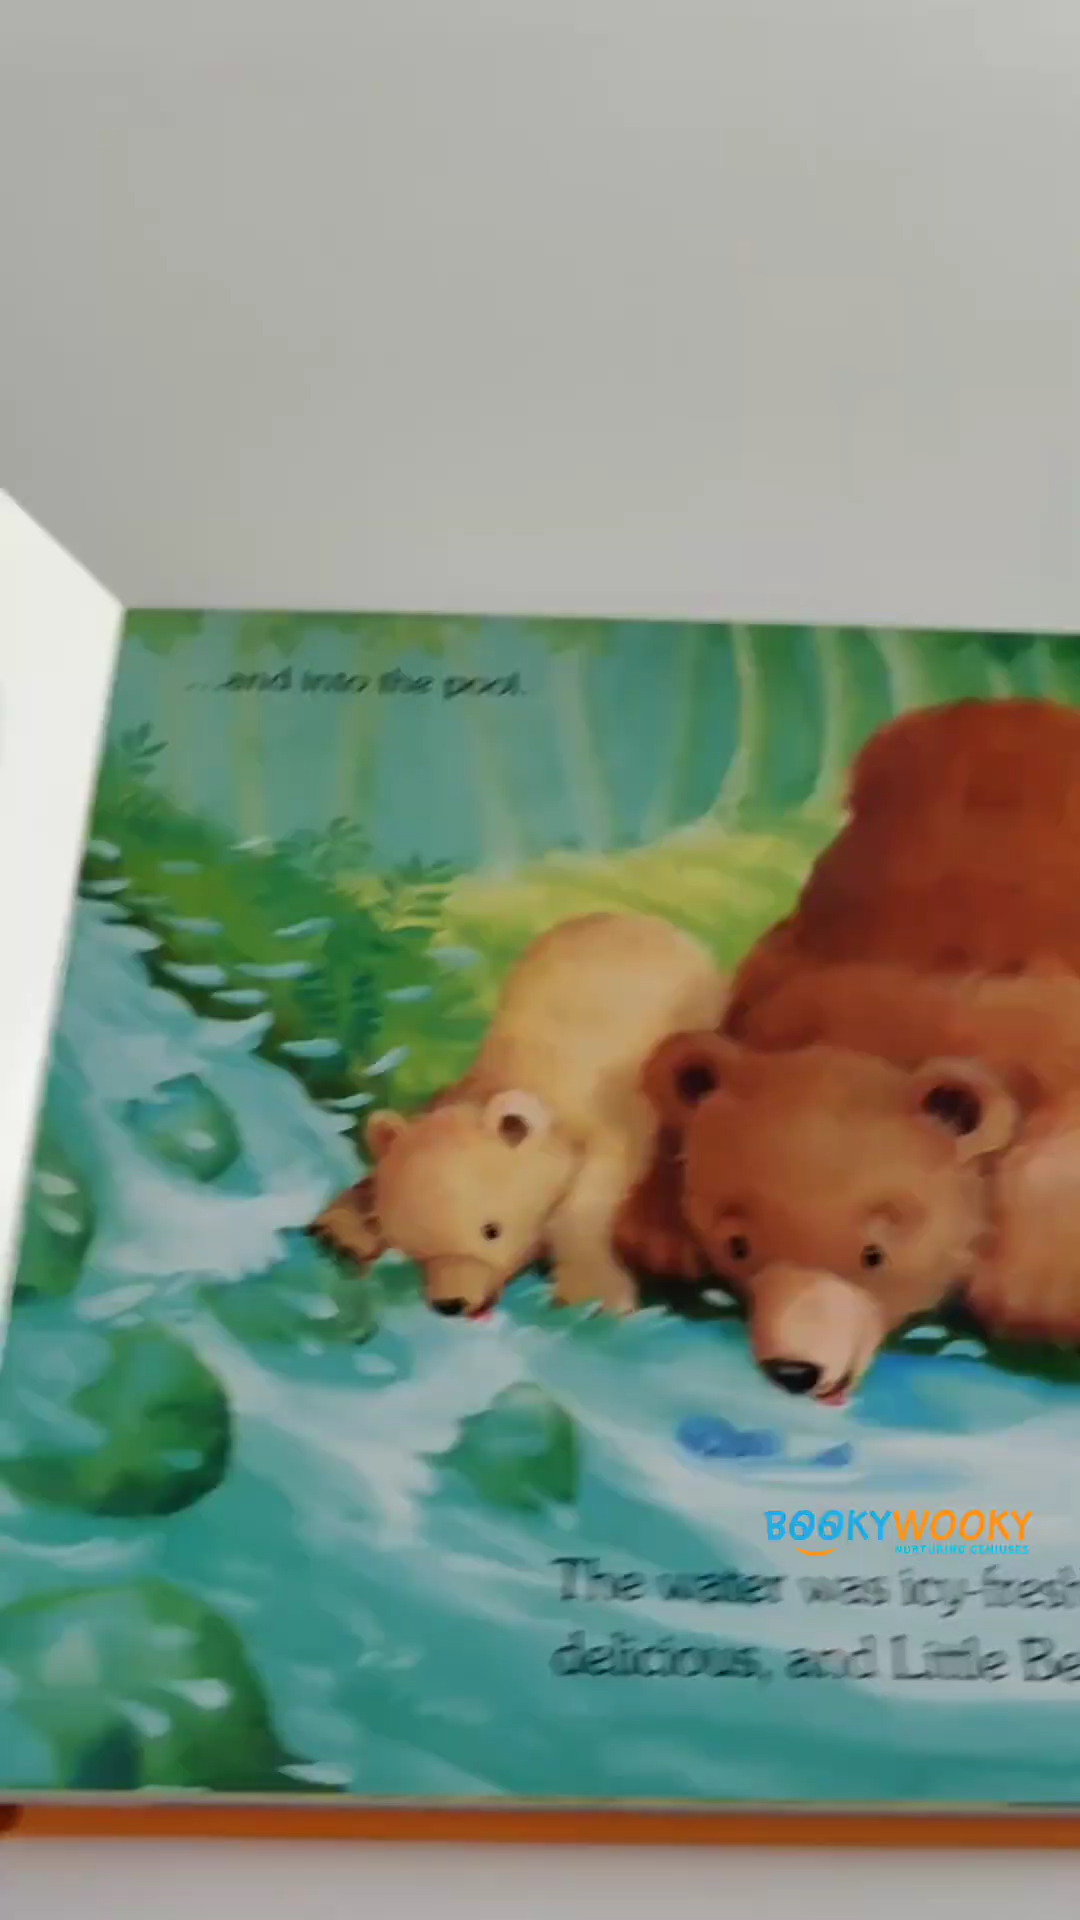 ...and into the pool.
BOOKYWOOKY
NURTURING GENIUSES
The water was icy-fresh
delicious, and Little Be